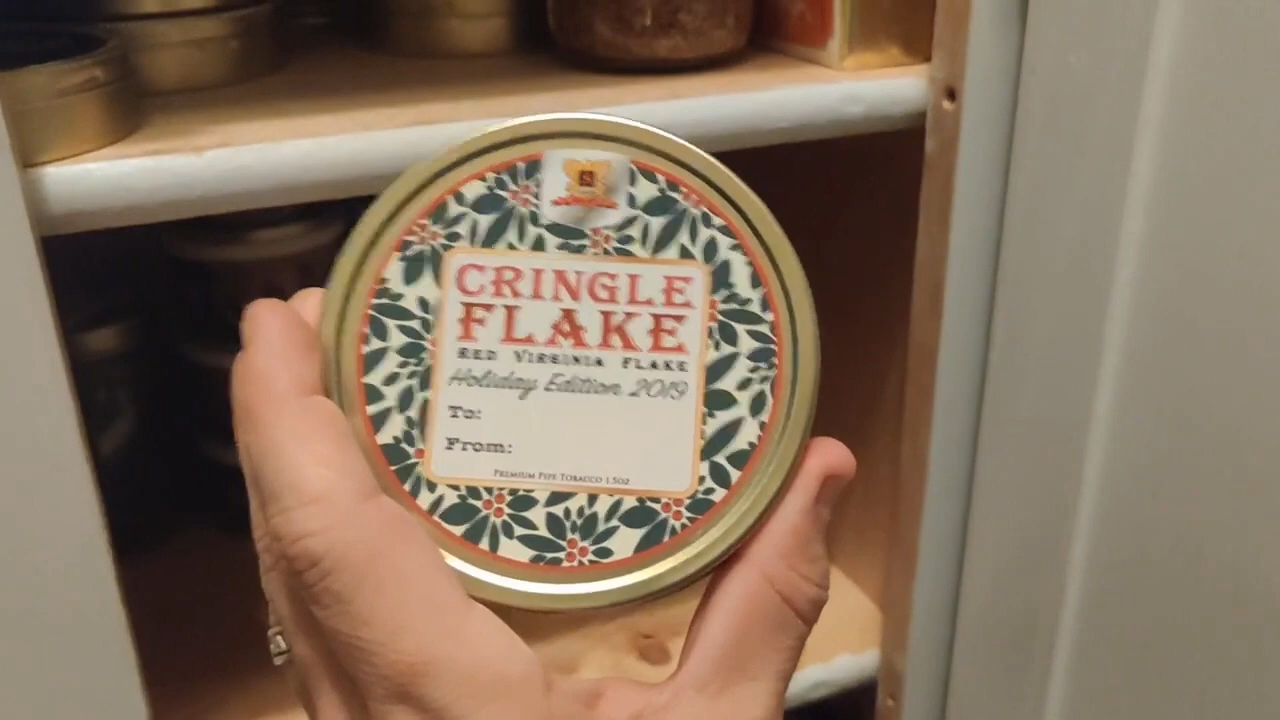 CRINGLE
FLAKE
RED VIRGINIA FLAKE
Holiday Edition 2019
To:
From:
PREMIUM PIPE TOBACCO 1.5OZ